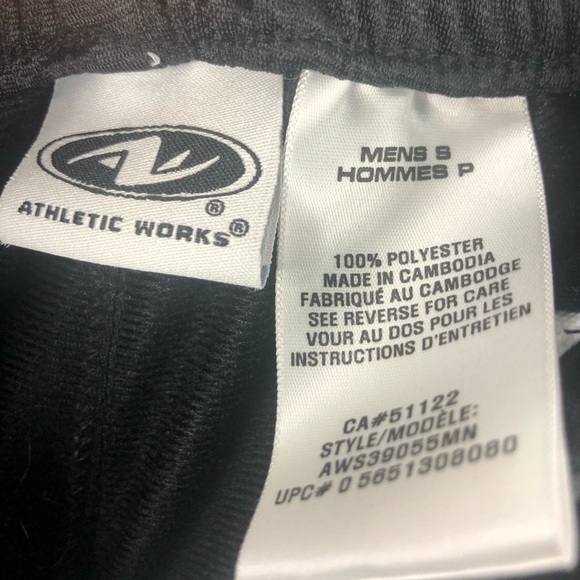 ATHLETIC WORKS®
MENS S
HOMMES P
100% POLYESTER
MADE IN CAMBODIA
FABRIQUÉ AU CAMBODGE
SEE REVERSE FOR CARE
VOUR AU DOS POUR LES
INSTRUCTIONS D'ENTRETIEN
CA#51122
STYLE/MODÈLE:
AWS39055MN
UPC# 0 5651308080